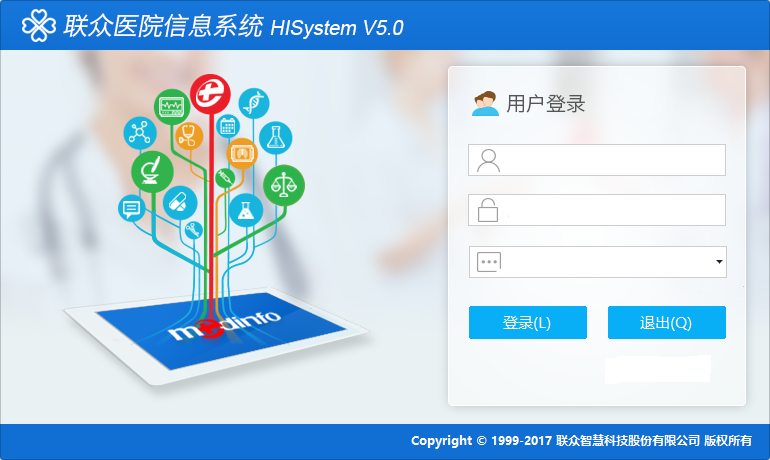 联众医院信息系统 HISystem V5.0
用户登录
登录(L)
退出(Q)
medinfo
Copyright © 1999-2017 联众智慧科技股份有限公司 版权所有